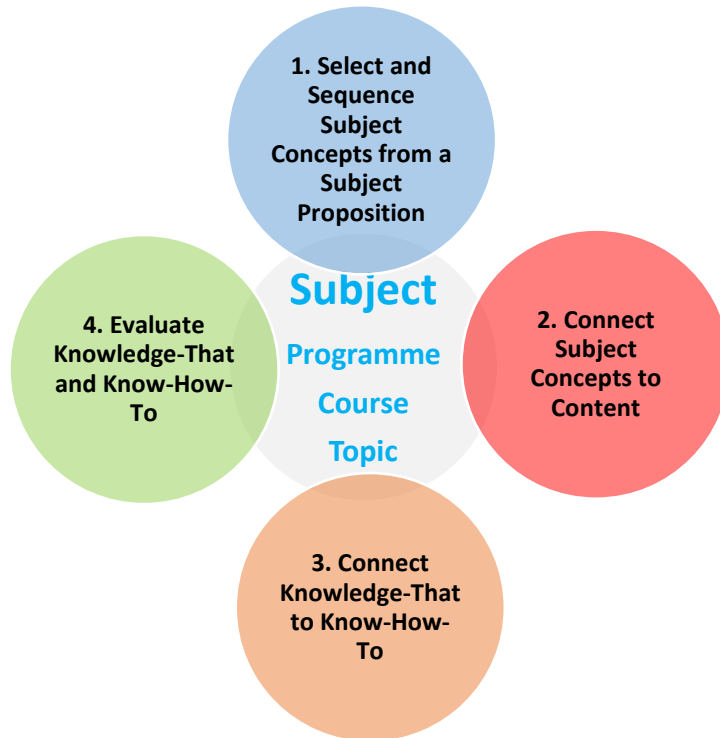 1. Select and
Sequence
Subject
Concepts from a
Subject
Proposition
Subject
Programme
Course
Topic
2. Connect
Subject
Concepts to
Content
3. Connect
Knowledge-That
to Know-How-
To
4. Evaluate
Knowledge-That
and Know-How-
To